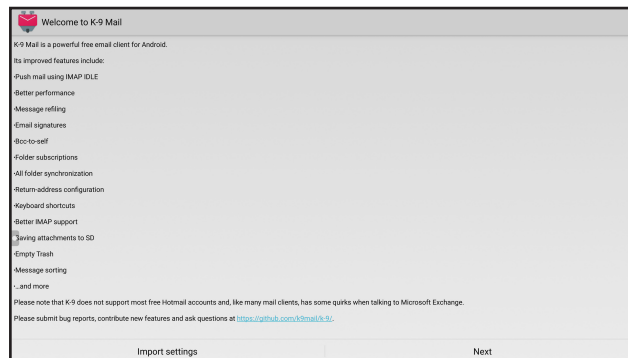 Welcome to K-9 Mail
K-9 Mail is a powerful free email client for Android.
Its improved features include:
·Push mail using IMAP IDLE
·Better performance
·Message refiling
·Email signatures
·Bcc-to-self
·Folder subscriptions
·All folder synchronization
·Return-address configuration
·Keyboard shortcuts
·Better IMAP support
Saving attachments to SD
·Empty Trash
·Message sorting
·…and more
Please note that K-9 does not support most free Hotmail accounts and, like many mail clients, has some quirks when talking to Microsoft Exchange.
Please submit bug reports, contribute new features and ask questions at https://github.com/k9mail/k-9/.
Import settings
Next